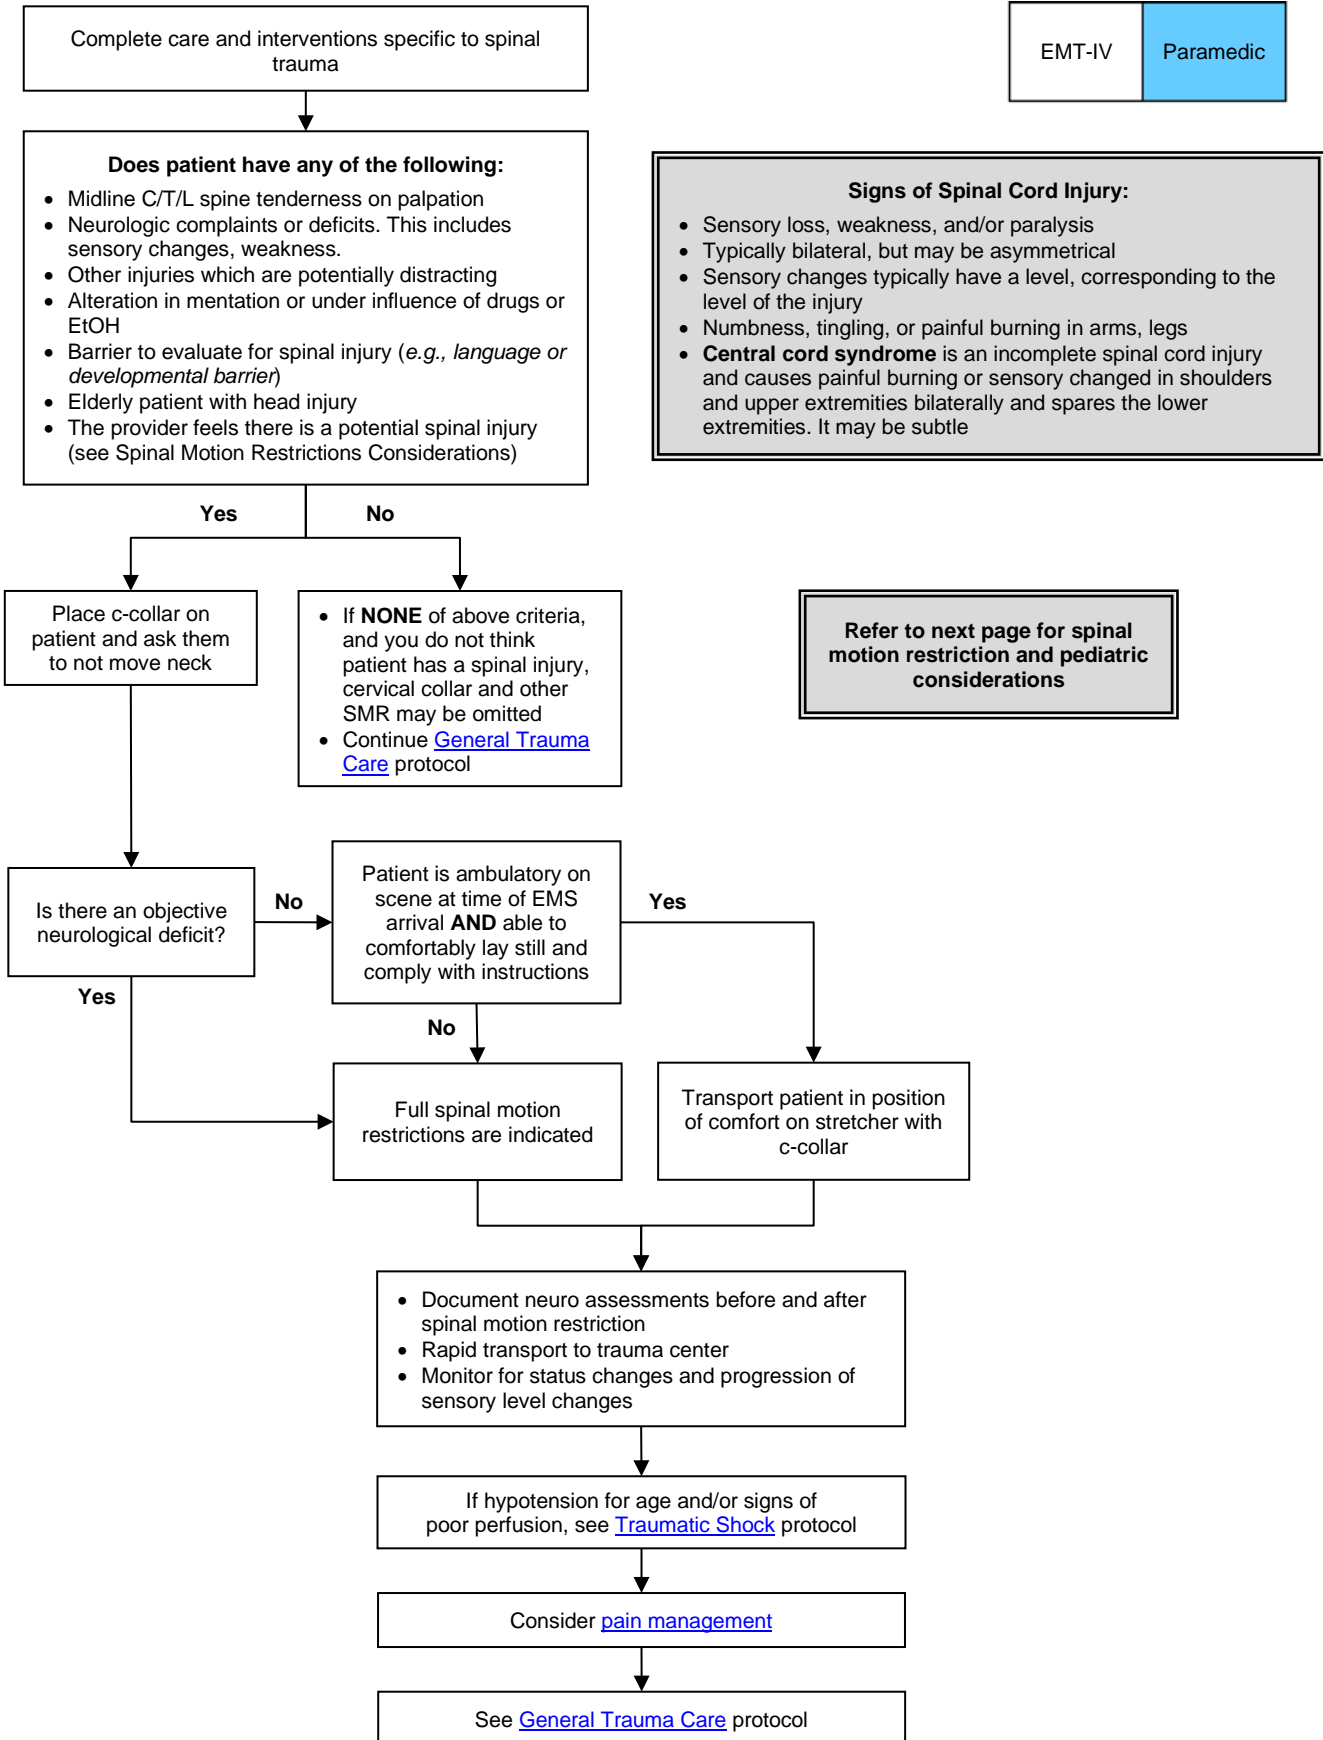 Complete care and interventions specific to spinal
trauma
EMT-IV
Paramedic
Does patient have any of the following:
• Midline C/T/L spine tenderness on palpation
• Neurologic complaints or deficits. This includes
sensory changes, weakness.
• Other injuries which are potentially distracting
• Alteration in mentation or under influence of drugs or
EtOH
• Barrier to evaluate for spinal injury (e.g., language or
developmental barrier)
• Elderly patient with head injury
• The provider feels there is a potential spinal injury
(see Spinal Motion Restrictions Considerations)
Signs of Spinal Cord Injury:
• Sensory loss, weakness, and/or paralysis
• Typically bilateral, but may be asymmetrical
• Sensory changes typically have a level, corresponding to the
level of the injury
• Numbness, tingling, or painful burning in arms, legs
• Central cord syndrome is an incomplete spinal cord injury
and causes painful burning or sensory changed in shoulders
and upper extremities bilaterally and spares the lower
extremities. It may be subtle
Yes
No
Place c-collar on
patient and ask them
to not move neck
• If NONE of above criteria,
and you do not think
patient has a spinal injury,
cervical collar and other
SMR may be omitted
• Continue General Trauma
Care protocol
Refer to next page for spinal
motion restriction and pediatric
considerations
Is there an objective
neurological deficit?
No
Patient is ambulatory on
scene at time of EMS
arrival AND able to
comfortably lay still and
comply with instructions
Yes
Yes
No
Full spinal motion
restrictions are indicated
Transport patient in position
of comfort on stretcher with
c-collar
• Document neuro assessments before and after
spinal motion restriction
• Rapid transport to trauma center
• Monitor for status changes and progression of
sensory level changes
If hypotension for age and/or signs of
poor perfusion, see Traumatic Shock protocol
Consider pain management
See General Trauma Care protocol